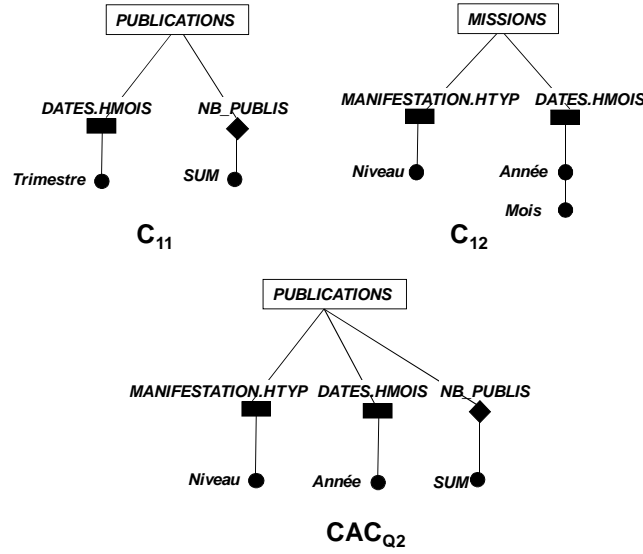 PUBLICATIONS
MISSIONS
DATES.HMOIS NB_PUBLIS
MANIFESTATION.HTYP DATES.HMOIS
Trimestre SUM
Niveau Année
Mois
C11
C12
PUBLICATIONS
MANIFESTATION.HTYP DATES.HMOIS NB_PUBLIS
Niveau Année SUM
CACQ2